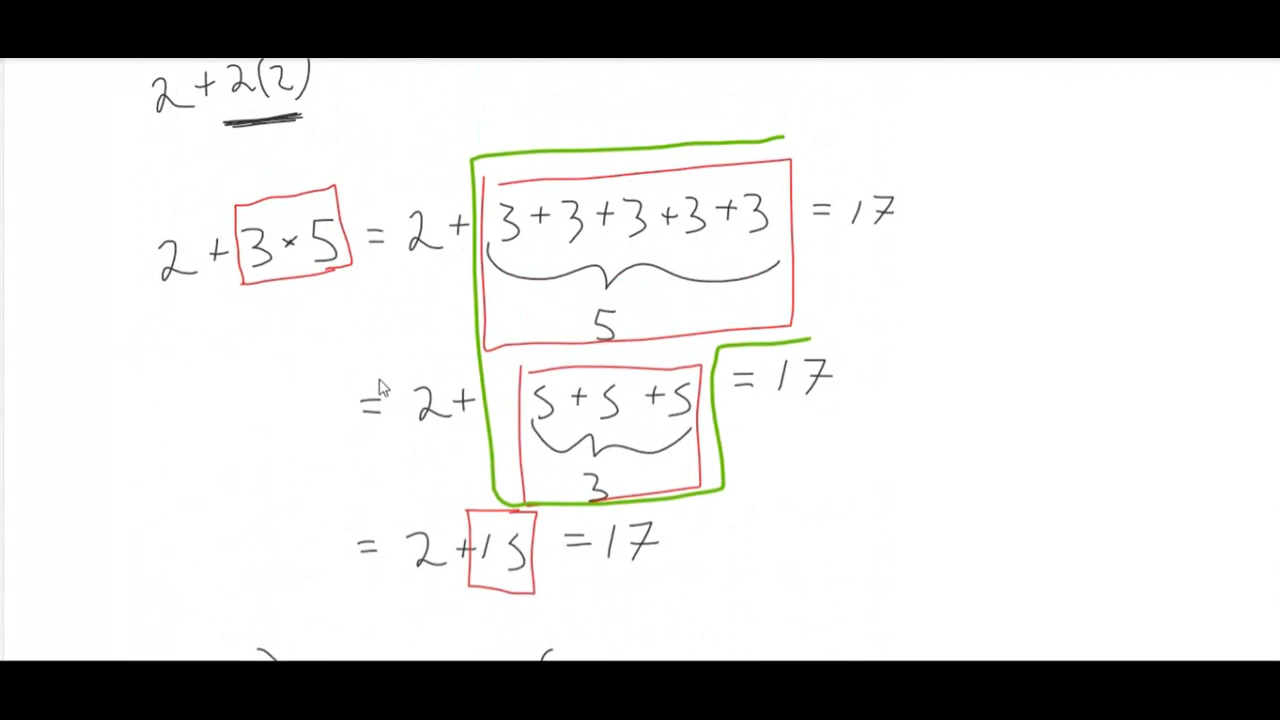 2 + 2(2)
2 + 3 × 5 = 2 + 3 + 3 + 3 + 3 + 3 = 17
5
= 2 + 5 + 5 + 5 = 17
3
= 2 + 15 = 17